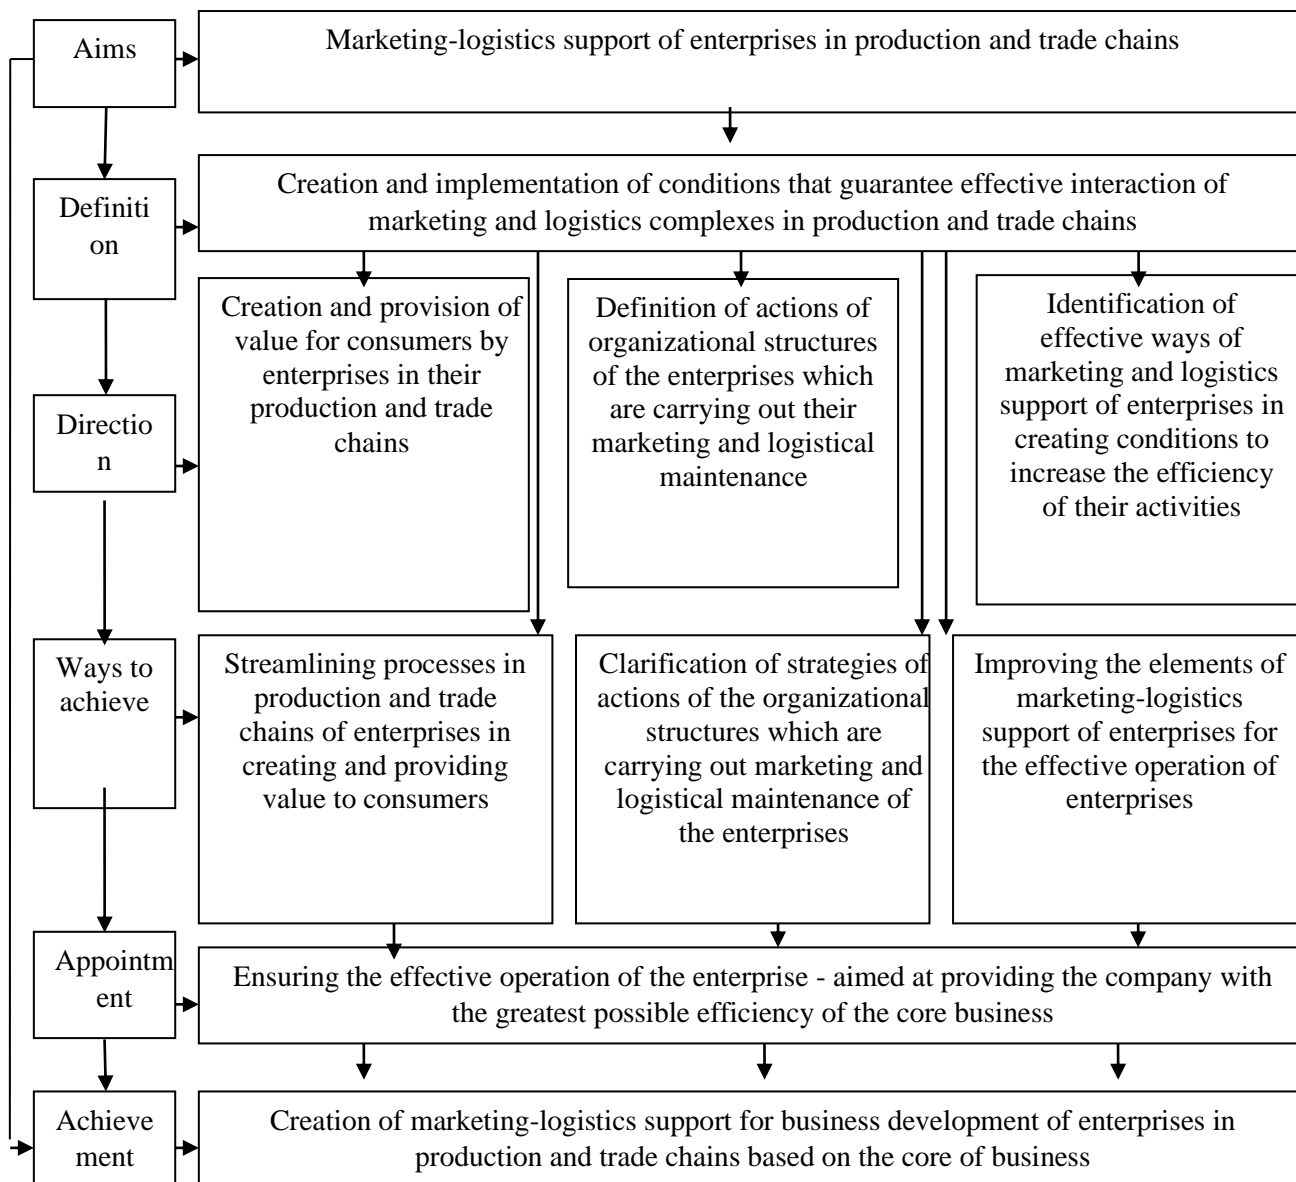 Aims
Marketing-logistics support of enterprises in production and trade chains
Definiti
on
Creation and implementation of conditions that guarantee effective interaction of
marketing and logistics complexes in production and trade chains
Directio
n
Creation and provision of
value for consumers by
enterprises in their
production and trade
chains
Definition of actions of
organizational structures
of the enterprises which
are carrying out their
marketing and logistical
maintenance
Identification of
effective ways of
marketing and logistics
support of enterprises in
creating conditions to
increase the efficiency
of their activities
Ways to
achieve
Streamlining processes in
production and trade
chains of enterprises in
creating and providing
value to consumers
Clarification of strategies of
actions of the organizational
structures which are
carrying out marketing and
logistical maintenance of
the enterprises
Improving the elements of
marketing-logistics
support of enterprises for
the effective operation of
enterprises
Appointm
ent
Ensuring the effective operation of the enterprise - aimed at providing the company with
the greatest possible efficiency of the core business
Achieve
ment
Creation of marketing-logistics support for business development of enterprises in
production and trade chains based on the core of business